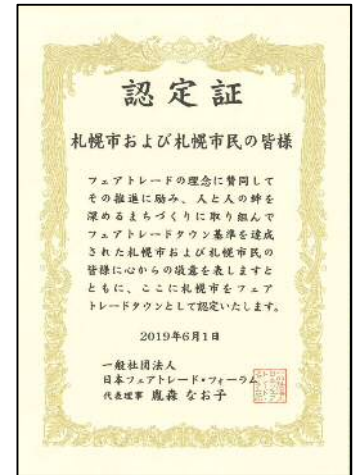 認定証
札幌市および札幌市民の皆様
フェアトレードの理念に賛同して
その推進に励み、人と人の絆を
深めるまちづくりに取り組んで
フェアトレードタウン基準を達成
された札幌市および札幌市民の
皆様に心からの敬意を表しますと
ともに、ここに札幌市をフェア
トレードタウンとして認定いたします。
2019年6月1日
一般社団法人
日本フェアトレード・フォーラム
代表理事 胤森 なお子